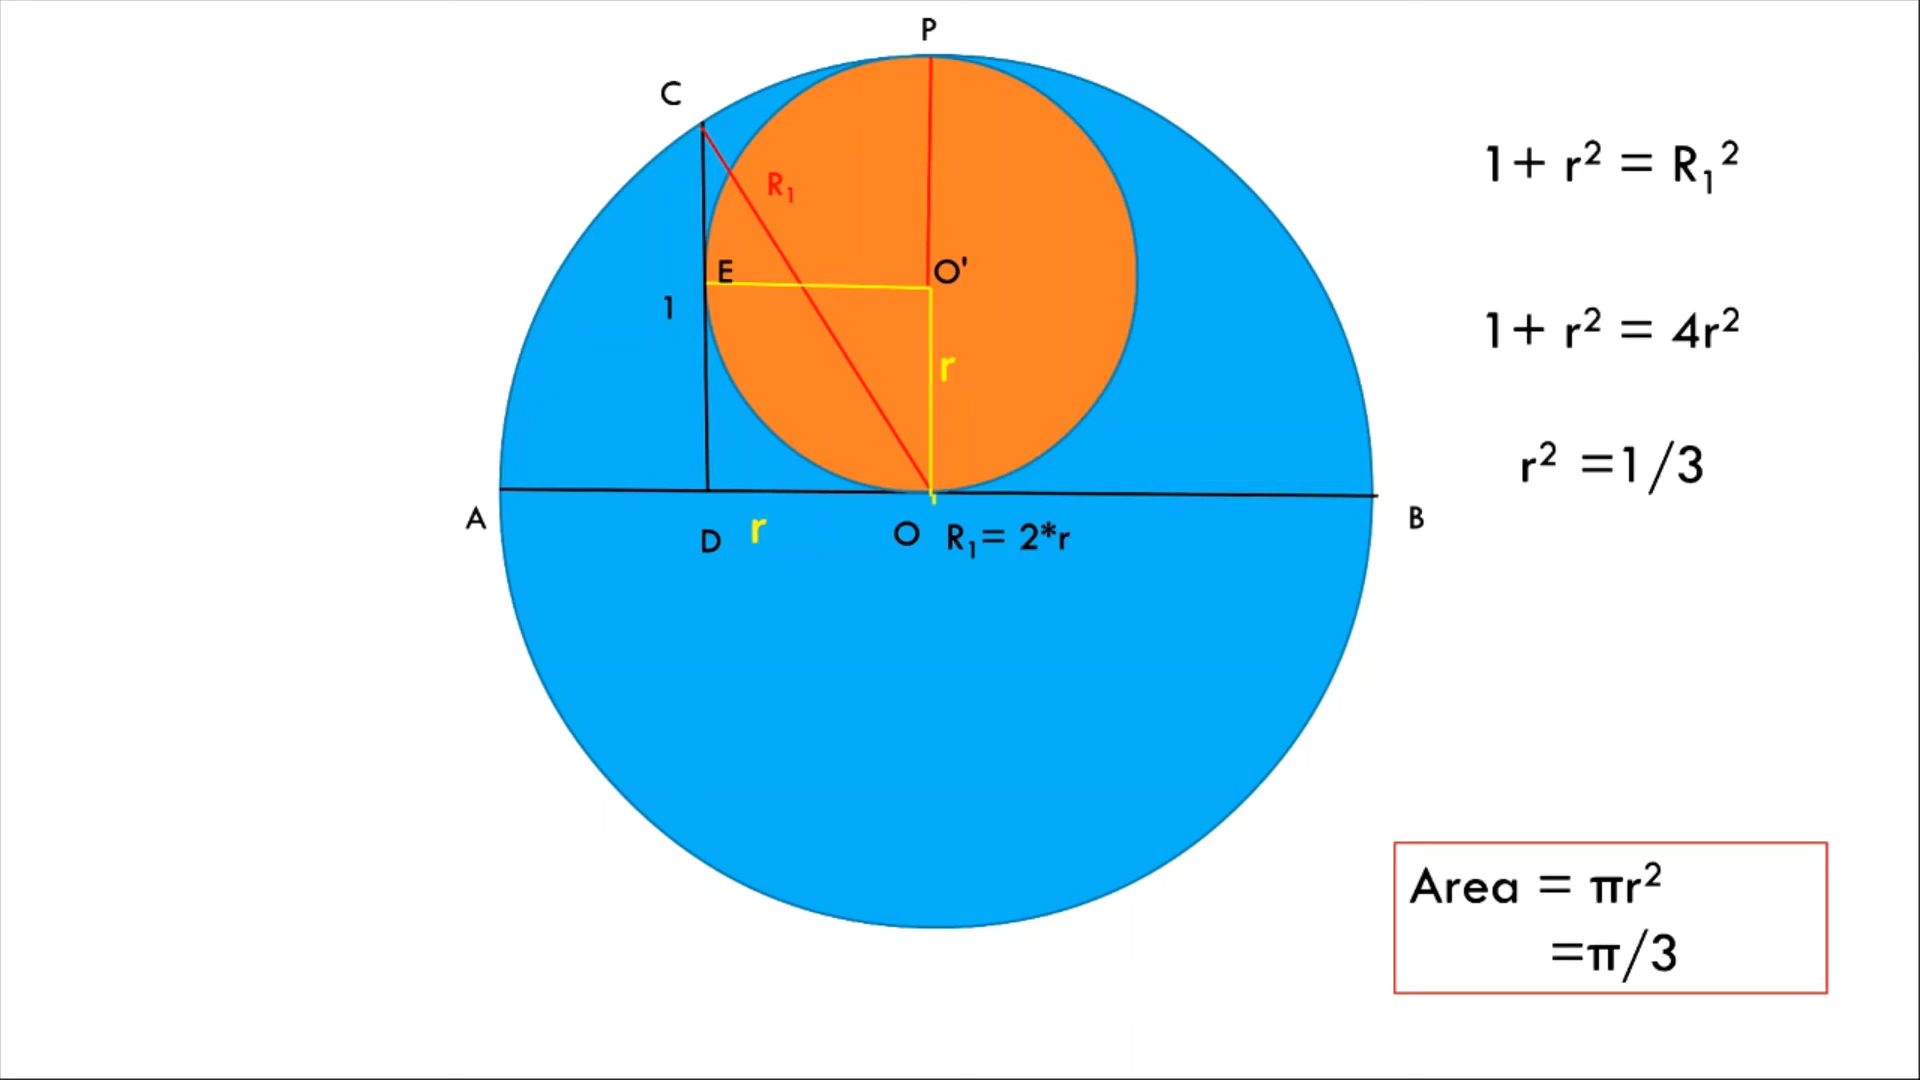 P
C
R₁
E
O'
1
r
A
D
r
O
R₁= 2*r
B
1+ r² = R₁²
1+ r² = 4r²
r² =1/3
Area = πr²
=π/3